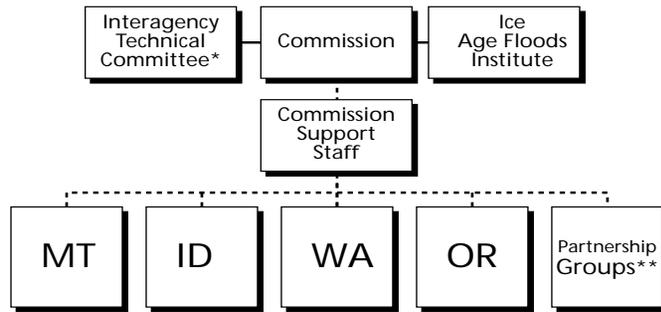 Interagency
Technical
Committee*
Commission
Ice
Age Floods
Institute
Commission
Support
Staff
MT
ID
WA
OR
Partnership
Groups**